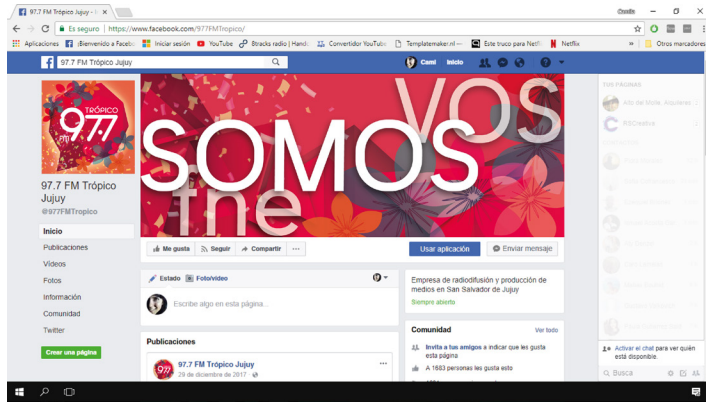 97.7 FM Trópico Jujuy - I
Es seguro | https://www.facebook.com/977FMTropico/
Aplicaciones
¡Bienvenido a Facebo
Iniciar sesión
YouTube
Btracks radio | Hands
Convertidor YouTube
Templatemaker.nl —
Este truco para Netfli
Netflix
»
Otros marcadores
97.7 FM Trópico Jujuy
Cami
Inicio
TRÓPICO
97.7
FM
VOS
SOMOS
fne
97.7 FM Trópico
Jujuy
@977FMTropico
Inicio
Publicaciones
Vídeos
Fotos
Información
Comunidad
Twitter
Crear una página
Me gusta
Seguir
Compartir
···
Usar aplicación
Enviar mensaje
Estado
Foto/vídeo
Escribe algo en esta página...
Publicaciones
97.7 FM Trópico Jujuy
29 de diciembre de 2017 ·
Empresa de radiodifusión y producción de
medios en San Salvador de Jujuy
Siempre abierto
Comunidad
Ver todo
Invita a tus amigos a indicar que les gusta
esta página
A 1683 personas les gusta esto
TUS PÁGINAS
RSCreativa
Activar el chat para ver quién
está disponible.
Busca